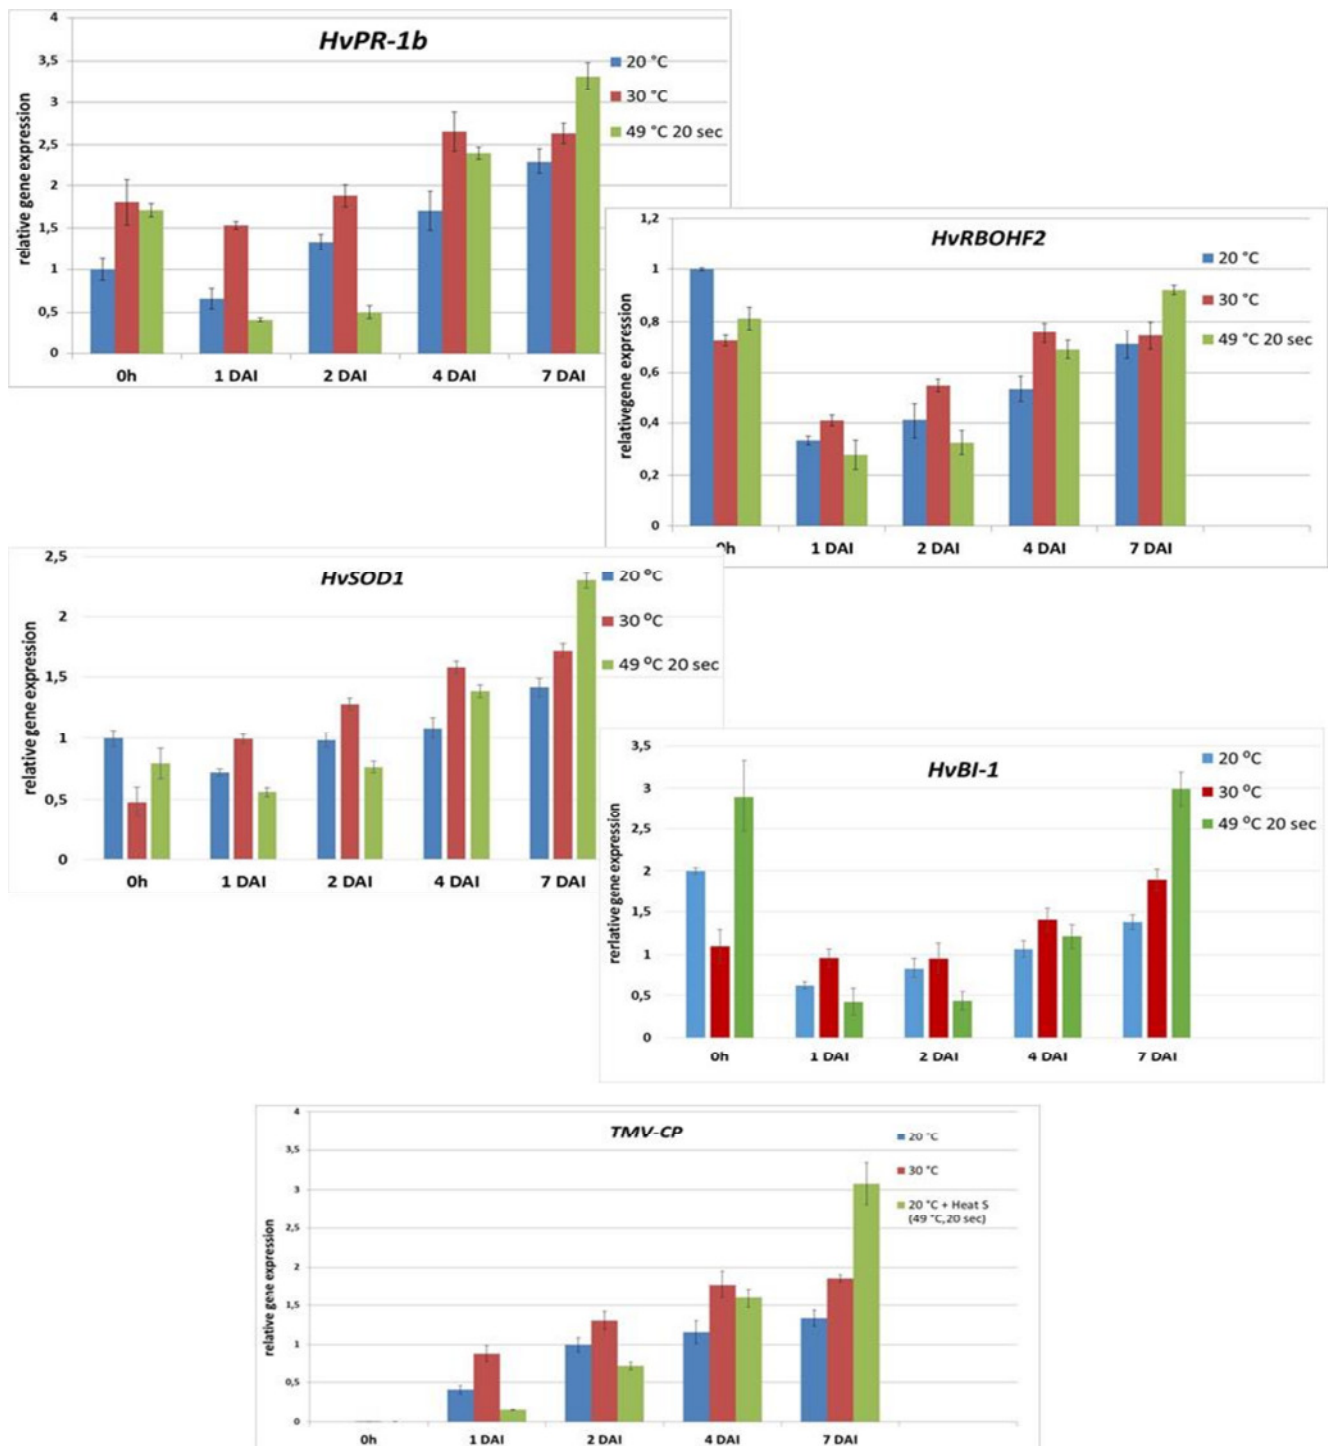 4
HvPR-1b
3,5
20 °C
3
30 °C
2,5
49 °C 20 sec
2
1,5
1
0,5
0
relative gene expression
0h 1 DAI 2 DAI 4 DAI 7 DAI
1,2
HvRBOHF2
1
20 °C
0,8
30 °C
0,6
49 °C 20 sec
0,4
0,2
0
relativegene expression
0h 1 DAI 2 DAI 4 DAI 7 DAI
2,5
HvSOD1
20 °C
2
30 °C
1,5
49 °C 20 sec
1
0,5
0
relative gene expression
0h 1 DAI 2 DAI 4 DAI 7 DAI
3,5
HvBI-1
20 °C
3
30 °C
2,5
49 °C 20 sec
2
1,5
1
0,5
0
rerlative gene expression
0h 1 DAI 2 DAI 4 DAI 7 DAI
4
TMV-CP
20 °C
3,5
30 °C
3
20 °C + Heat S
(49 °C,20 sec)
2,5
2
1,5
1
0,5
0
relative gene expression
0h 1 DAI 2 DAI 4 DAI 7 DAI